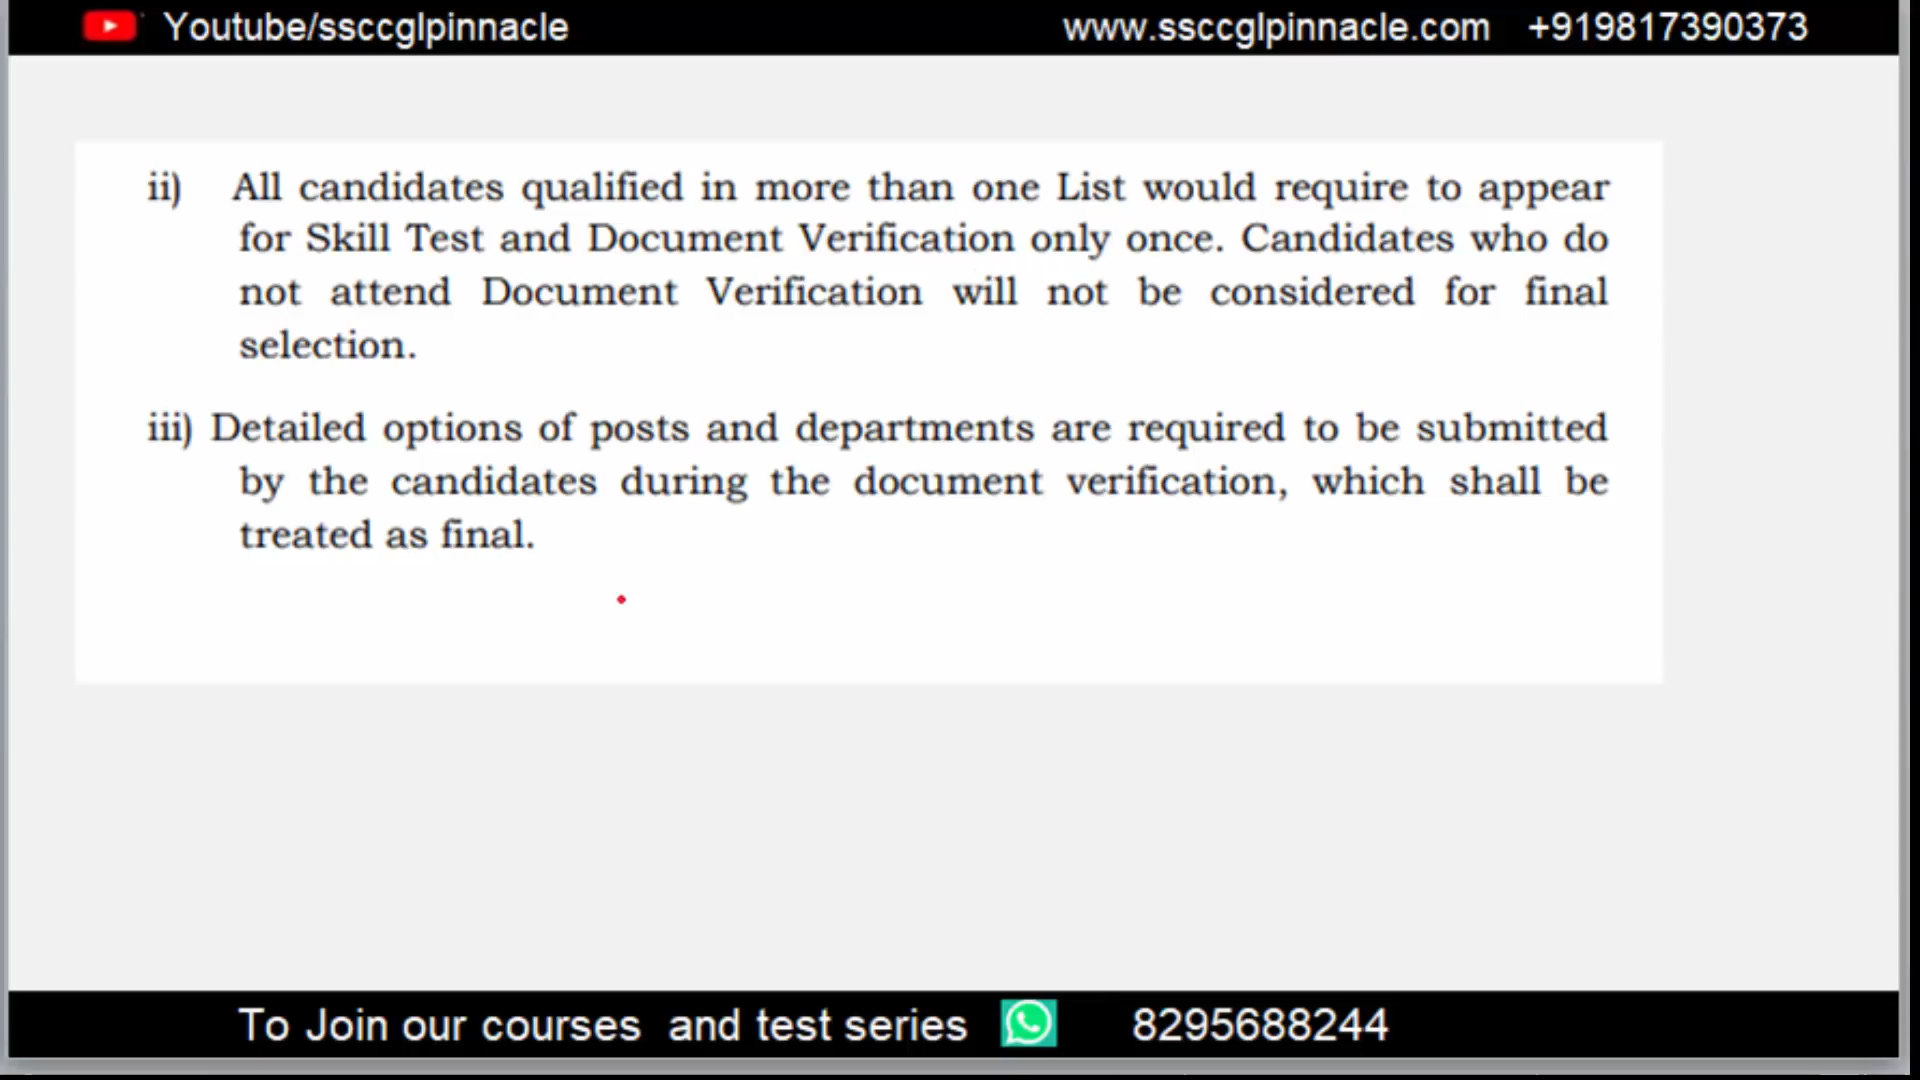 Youtube/ssccglpinnacle www.ssccglpinnacle.com +919817390373
ii) All candidates qualified in more than one List would require to appear
for Skill Test and Document Verification only once. Candidates who do
not attend Document Verification will not be considered for final
selection.
iii) Detailed options of posts and departments are required to be submitted
by the candidates during the document verification, which shall be
treated as final.
To Join our courses and test series 8295688244